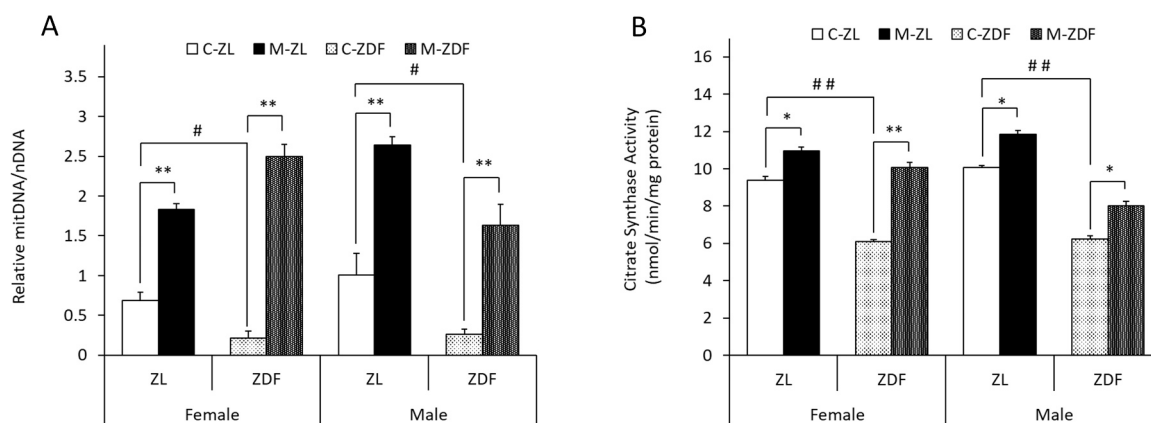 A
C-ZL M-ZL C-ZDF M-ZDF
Relative mitDNA/nDNA
3.5
3
2.5
2
1.5
1
0.5
0
**
#
**
#
**
**
ZL ZDF ZL ZDF
Female Male
B
C-ZL M-ZL C-ZDF M-ZDF
Citrate Synthase Activity
(nmol/min/mg protein)
16
14
12
10
8
6
4
2
0
# #
*
**
# #
*
*
ZL ZDF ZL ZDF
Female Male